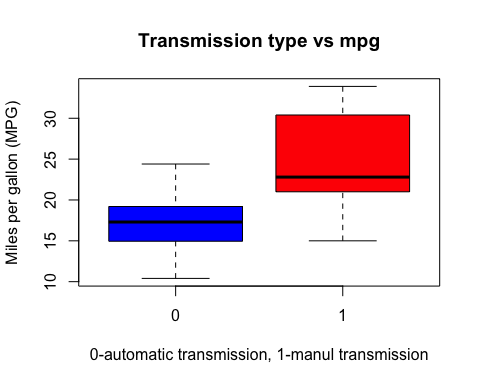 Transmission type vs mpg
Miles per gallon (MPG)
30
25
20
15
10
0
1
0-automatic transmission, 1-manul transmission